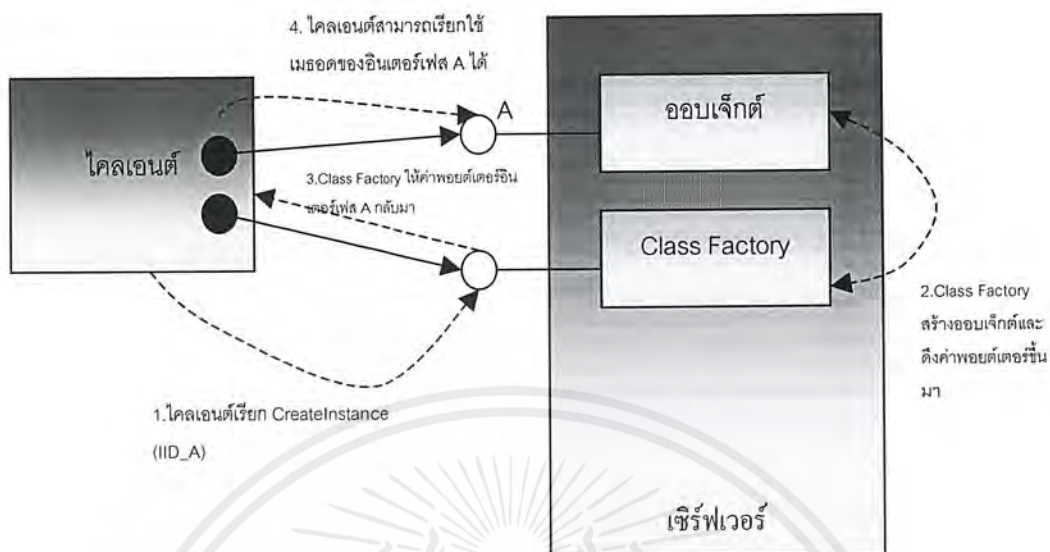 4. ไคลเอนต์สามารถเรียกใช้
เมธอดของอินเตอร์เฟส A ได้
A
ออบเจ็กต์
ไคลเอนต์
3.Class Factory ให้ค่าพอยต์เตอร์อิน
เตอร์เฟส A กลับมา
Class Factory
2.Class Factory
สร้างออบเจ็กต์และ
ดึงค่าพอยต์เตอร์ขึ้น
มา
1.ไคลเอนต์เรียก CreateInstance
(IID_A)
เซิร์ฟเวอร์